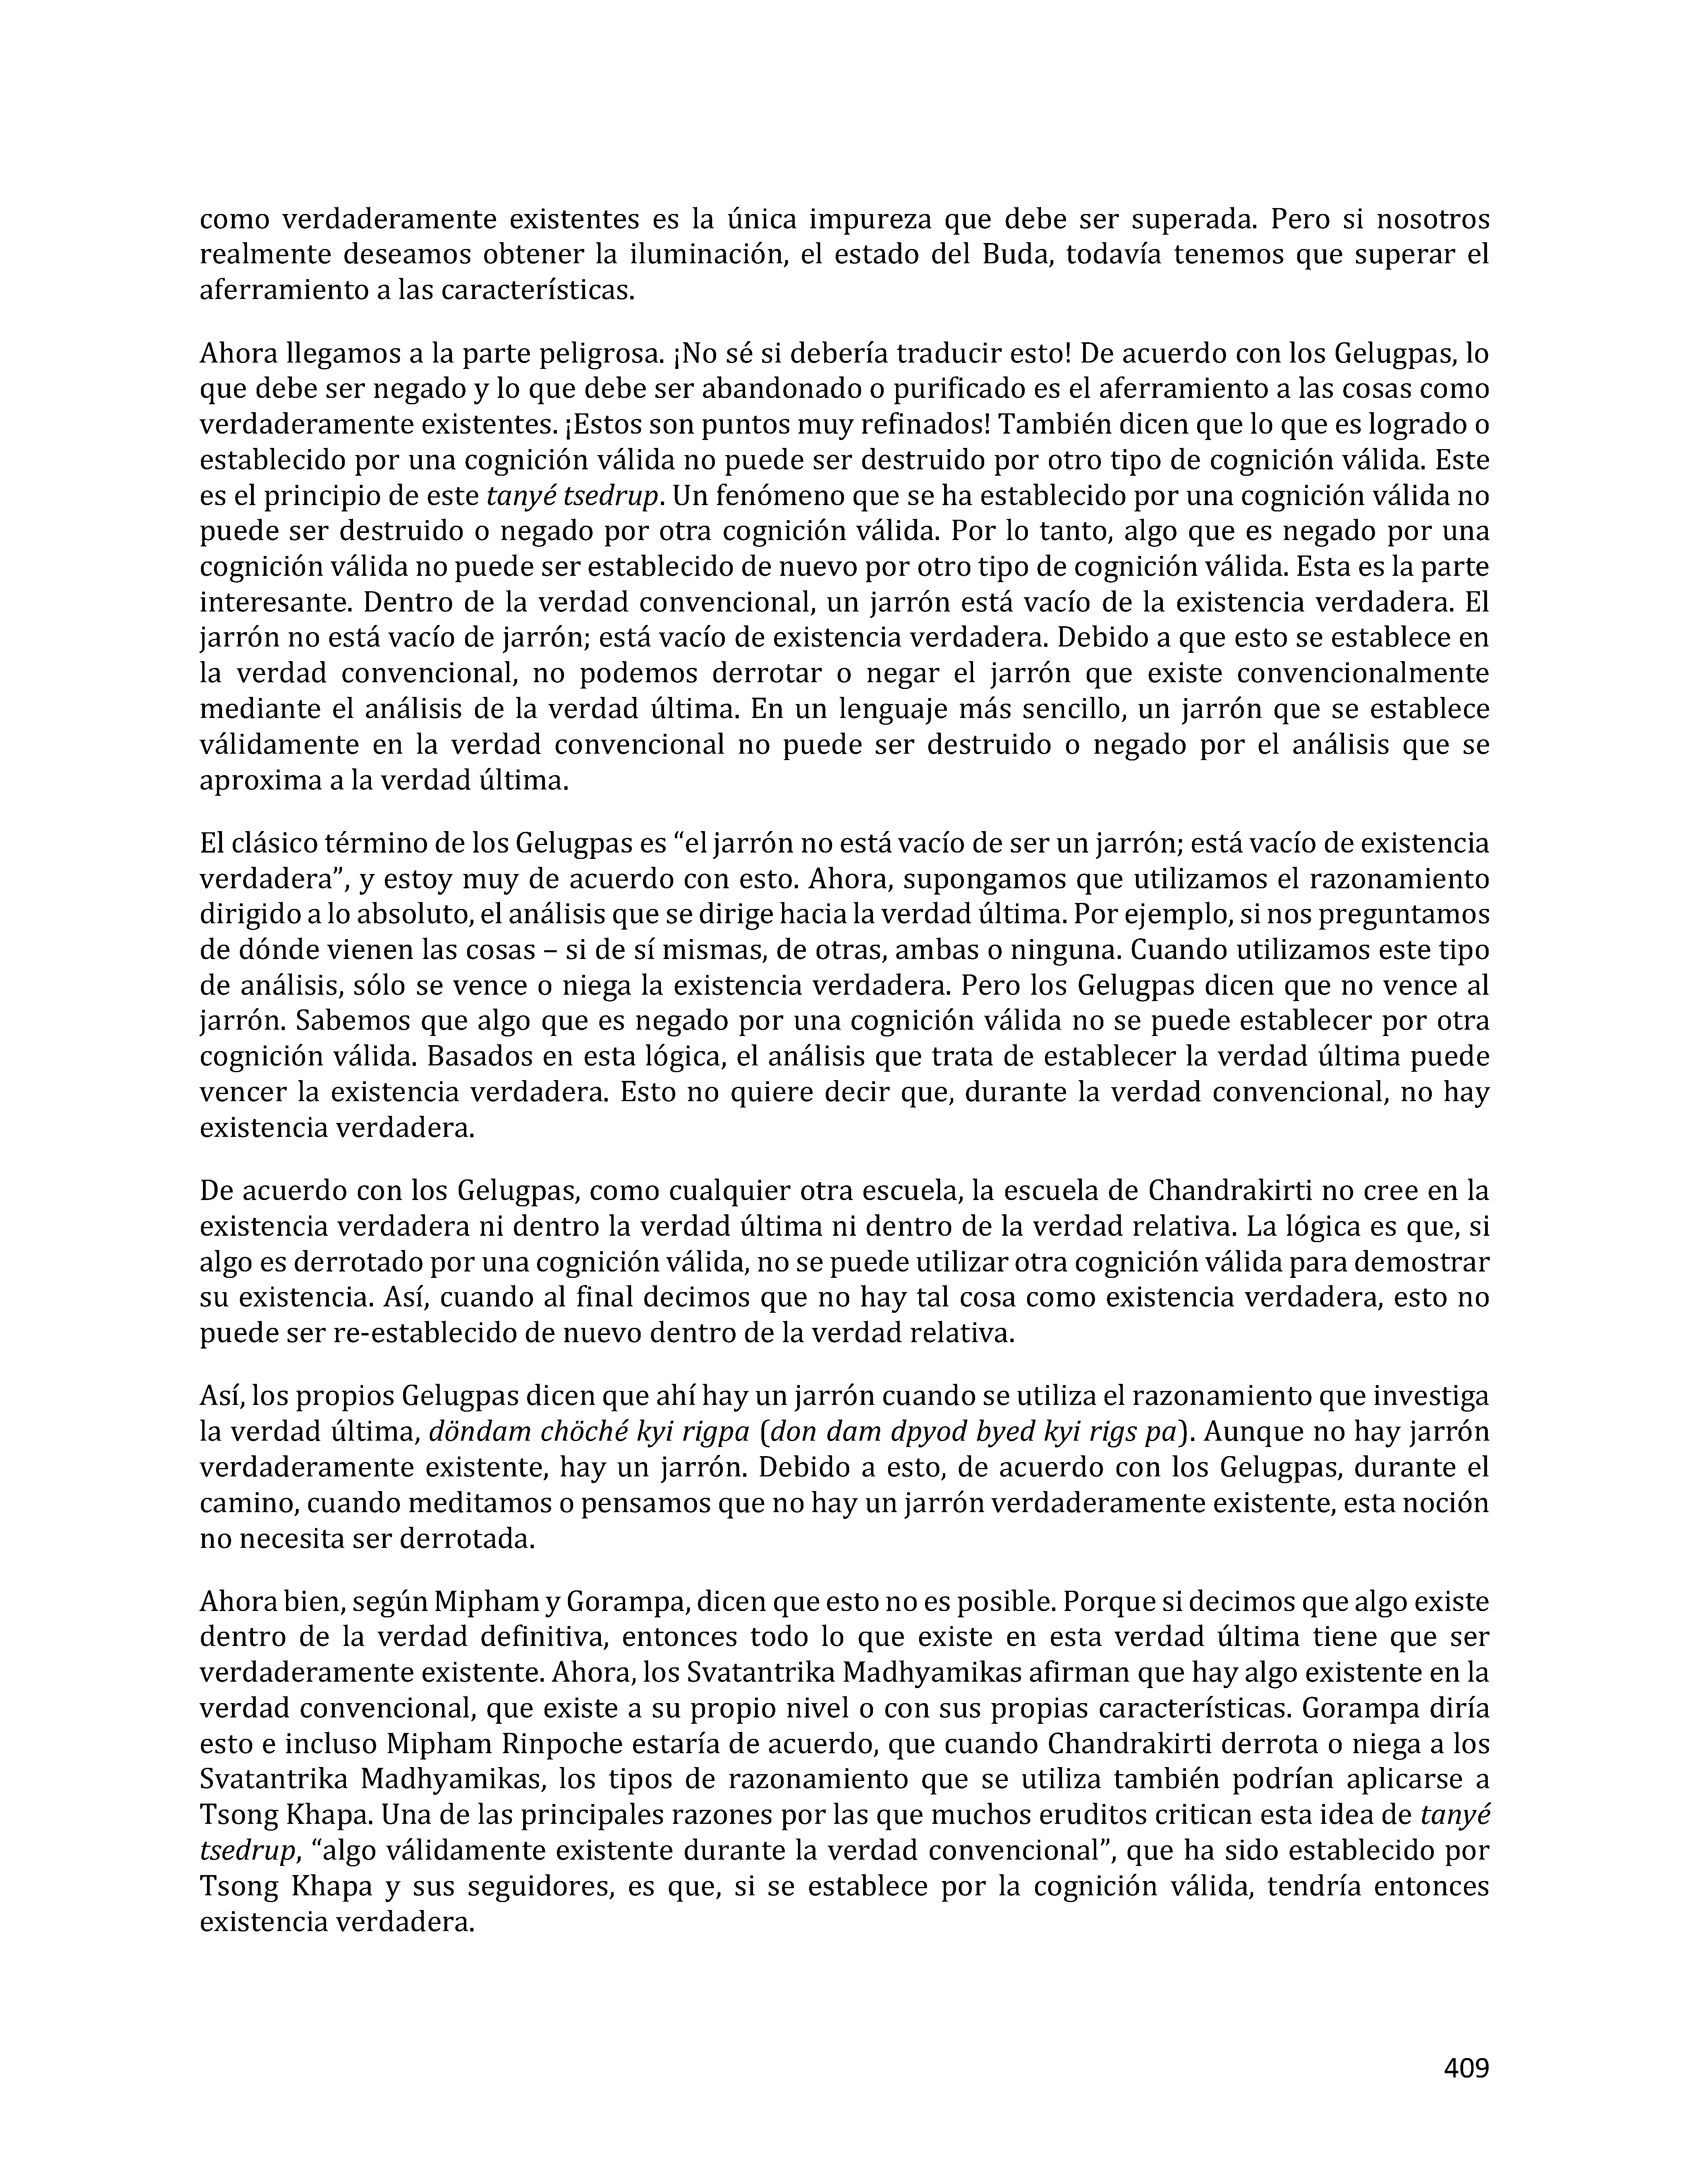 como verdaderamente existentes es la única impureza que debe ser superada. Pero si nosotros
realmente deseamos obtener la iluminación, el estado del Buda, todavía tenemos que superar el
aferramiento a las características.
Ahora llegamos a la parte peligrosa. ¡No sé si debería traducir esto! De acuerdo con los Gelugpas, lo
que debe ser negado y lo que debe ser abandonado o purificado es el aferramiento a las cosas como
verdaderamente existentes. ¡Estos son puntos muy refinados! También dicen que lo que es logrado o
establecido por una cognición válida no puede ser destruido por otro tipo de cognición válida. Este
es el principio de este tanyé tsedrup. Un fenómeno que se ha establecido por una cognición válida no
puede ser destruido o negado por otra cognición válida. Por lo tanto, algo que es negado por una
cognición válida no puede ser establecido de nuevo por otro tipo de cognición válida. Esta es la parte
interesante. Dentro de la verdad convencional, un jarrón está vacío de la existencia verdadera. El
jarrón no está vacío de jarrón; está vacío de existencia verdadera. Debido a que esto se establece en
la verdad convencional, no podemos derrotar o negar el jarrón que existe convencionalmente
mediante el análisis de la verdad última. En un lenguaje más sencillo, un jarrón que se establece
válidamente en la verdad convencional no puede ser destruido o negado por el análisis que se
aproxima a la verdad última.
El clásico término de los Gelugpas es “el jarrón no está vacío de ser un jarrón; está vacío de existencia
verdadera”, y estoy muy de acuerdo con esto. Ahora, supongamos que utilizamos el razonamiento
dirigido a lo absoluto, el análisis que se dirige hacia la verdad última. Por ejemplo, si nos preguntamos
de dónde vienen las cosas – si de sí mismas, de otras, ambas o ninguna. Cuando utilizamos este tipo
de análisis, sólo se vence o niega la existencia verdadera. Pero los Gelugpas dicen que no vence al
jarrón. Sabemos que algo que es negado por una cognición válida no se puede establecer por otra
cognición válida. Basados en esta lógica, el análisis que trata de establecer la verdad última puede
vencer la existencia verdadera. Esto no quiere decir que, durante la verdad convencional, no hay
existencia verdadera.
De acuerdo con los Gelugpas, como cualquier otra escuela, la escuela de Chandrakirti no cree en la
existencia verdadera ni dentro la verdad última ni dentro de la verdad relativa. La lógica es que, si
algo es derrotado por una cognición válida, no se puede utilizar otra cognición válida para demostrar
su existencia. Así, cuando al final decimos que no hay tal cosa como existencia verdadera, esto no
puede ser re-establecido de nuevo dentro de la verdad relativa.
Así, los propios Gelugpas dicen que ahí hay un jarrón cuando se utiliza el razonamiento que investiga
la verdad última, döndam chöché kyi rigpa (don dam dpyod byed kyi rigs pa). Aunque no hay jarrón
verdaderamente existente, hay un jarrón. Debido a esto, de acuerdo con los Gelugpas, durante el
camino, cuando meditamos o pensamos que no hay un jarrón verdaderamente existente, esta noción
no necesita ser derrotada.
Ahora bien, según Mipham y Gorampa, dicen que esto no es posible. Porque si decimos que algo existe
dentro de la verdad definitiva, entonces todo lo que existe en esta verdad última tiene que ser
verdaderamente existente. Ahora, los Svatantrika Madhyamikas afirman que hay algo existente en la
verdad convencional, que existe a su propio nivel o con sus propias características. Gorampa diría
esto e incluso Mipham Rinpoche estaría de acuerdo, que cuando Chandrakirti derrota o niega a los
Svatantrika Madhyamikas, los tipos de razonamiento que se utiliza también podrían aplicarse a
Tsong Khapa. Una de las principales razones por las que muchos eruditos critican esta idea de tanyé
tsedrup, “algo válidamente existente durante la verdad convencional”, que ha sido establecido por
Tsong Khapa y sus seguidores, es que, si se establece por la cognición válida, tendría entonces
existencia verdadera.
409